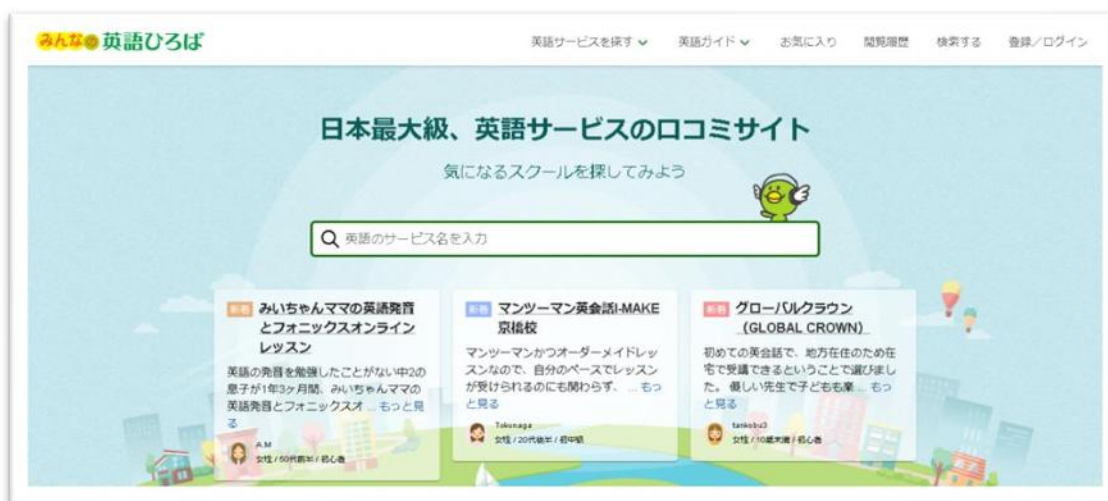 みんなの英語ひろば
英語サービスを探す
英語ガイド
お気に入り
閲覧履歴
検索する
登録／ログイン
日本最大級、英語サービスの口コミサイト
気になるスクールを探してみよう
英語のサービス名を入力
新着 みいちゃんママの英語発音
とフォニックスオンライン
レッスン
英語の発音を勉強したことがない中2の
息子が1年3ヶ月間、みいちゃんママの
英語発音とフォニックスオ ... もっと見
る
A.M
女性 / 50代前半 / 初心者
新着 マンツーマン英会話I-MAKE
京橋校
マンツーマンかつオーダーメイドレッ
スンなので、自分のペースでレッスン
が受けられるのにも関わらず、 ... もっ
と見る
Tokunaga
女性 / 20代後半 / 初中級
新着 グローバルクラウン
（GLOBAL CROWN）
初めての英会話で、地方在住のため在
宅で受講できるということで選びまし
た。 優しい先生で子どもも楽 ... もっ
と見る
tankobu3
女性 / 10歳未満 / 初心者